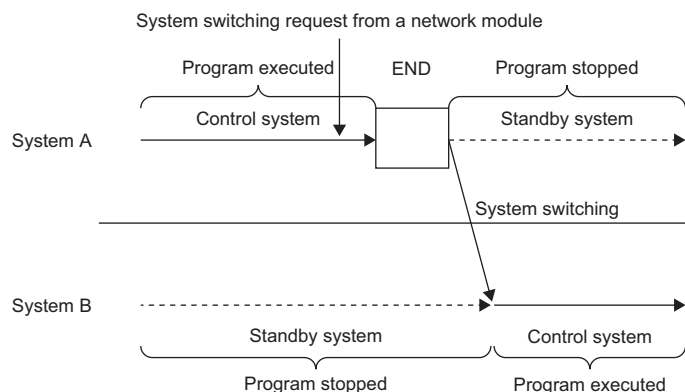 System switching request from a network module
Program executed
END
Program stopped
Control system
Standby system
System A
System switching
System B
Standby system
Control system
Program stopped
Program executed